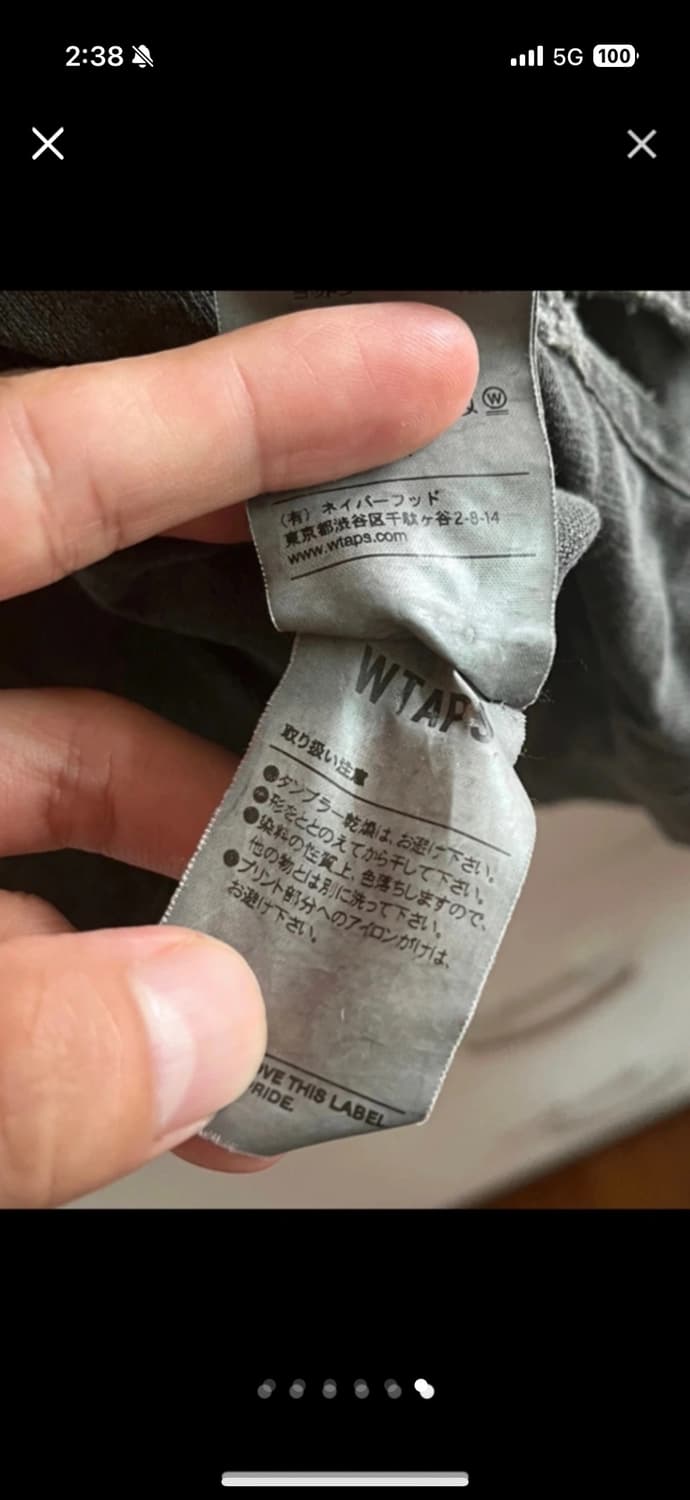 2:38
5G
100
W
(有) ネイバーフッド
東京都渋谷区千駄ヶ谷2-8-14
www.wtaps.com
WTAPS
取り扱い注意
●タンブラー乾燥は、お避け下さい。
●形をととのえてから干して下さい。
●染料の性質上、色落ちしますので、
他の物とは別に洗って下さい。
●プリント部分へのアイロンがけは、
お避け下さい。
THIS LABEL